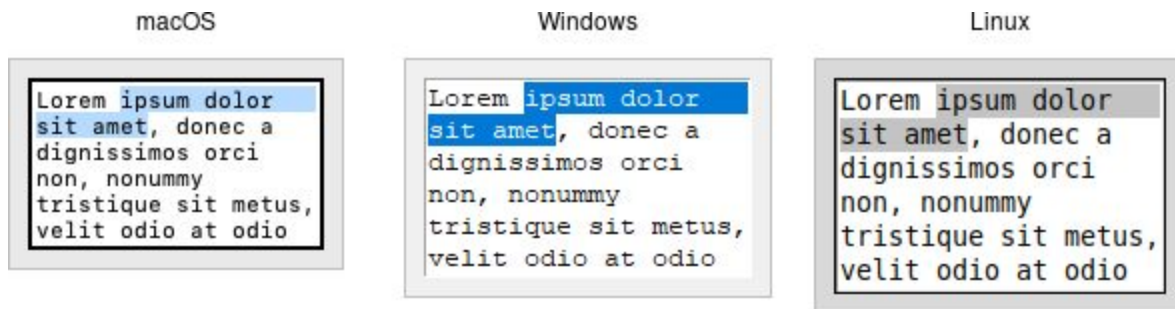 macOS
Lorem ipsum dolor
sit amet, donec a
dignissimos orci
non, nonummy
tristique sit metus,
velit odio at odio
Windows
Lorem ipsum dolor
sit amet, donec a
dignissimos orci
non, nonummy
tristique sit metus,
velit odio at odio
Linux
Lorem ipsum dolor
sit amet, donec a
dignissimos orci
non, nonummy
tristique sit metus,
velit odio at odio